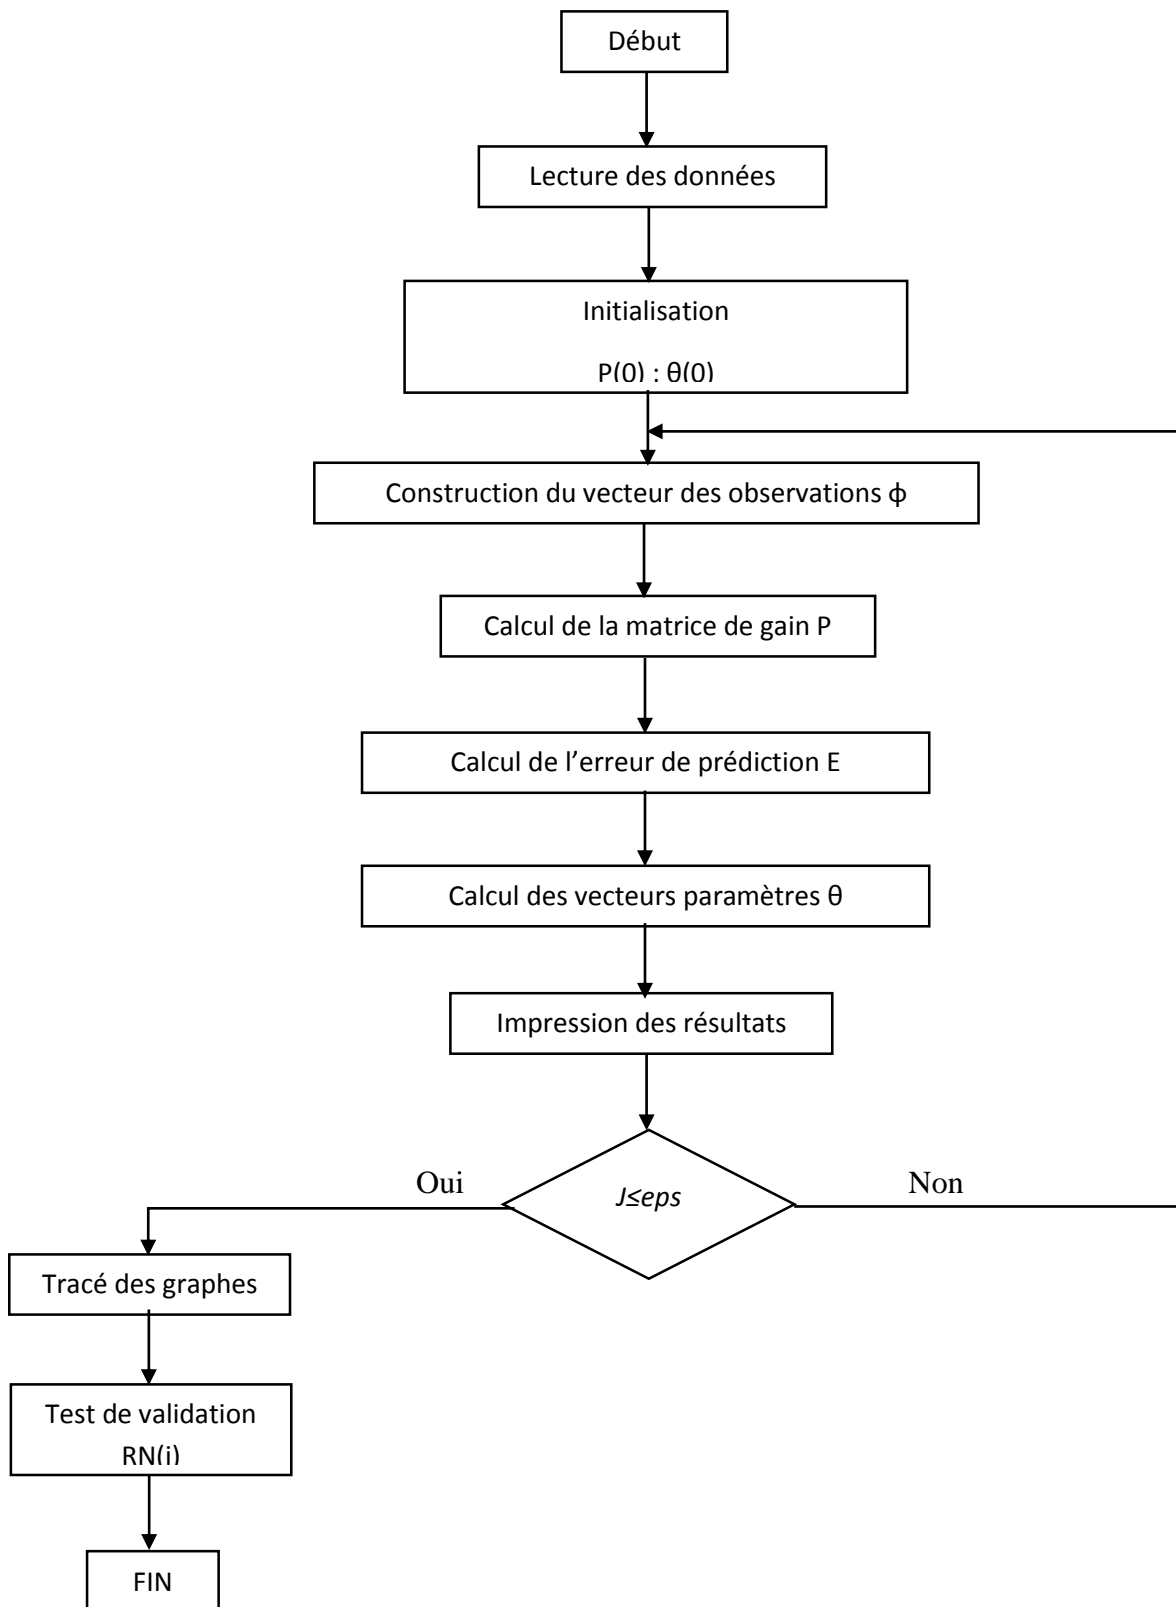 Début
Lecture des données
Initialisation
P(0) : θ(0)
Construction du vecteur des observations ϕ
Calcul de la matrice de gain P
Calcul de l’erreur de prédiction E
Calcul des vecteurs paramètres θ
Impression des résultats
J≤eps
Oui
Non
Tracé des graphes
Test de validation
RN(i)
FIN